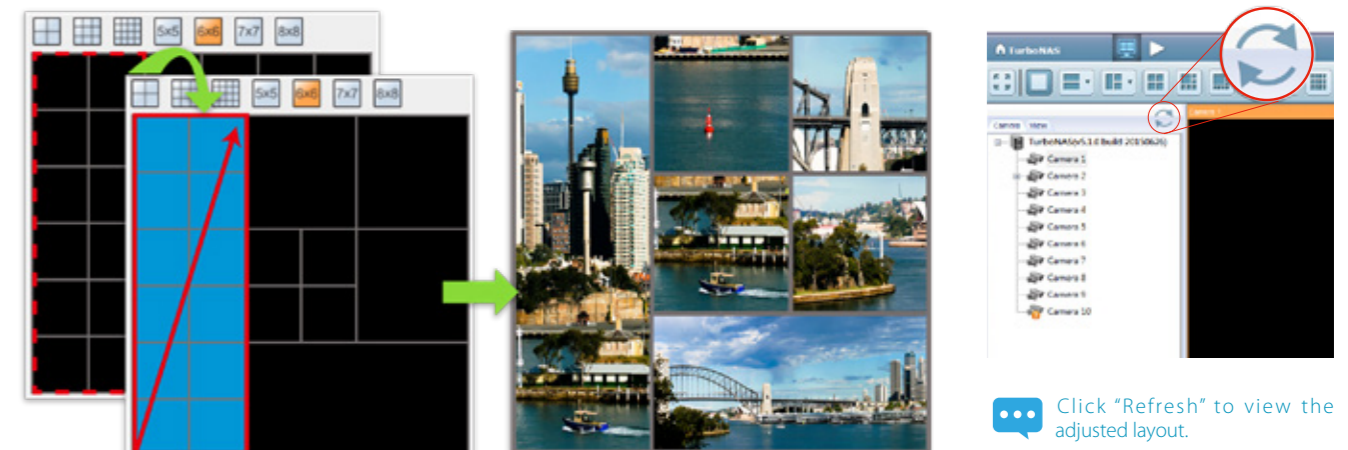 5x5
6x6
7x7
8x8
5x5
6x6
7x7
8x8
TurboNAS
Camera View
TurboNAS(v5.1.0 build 20150626)
Camera 1
Camera 2
Camera 3
Camera 4
Camera 5
Camera 6
Camera 7
Camera 8
Camera 9
Camera 10
Click “Refresh” to view the
adjusted layout.